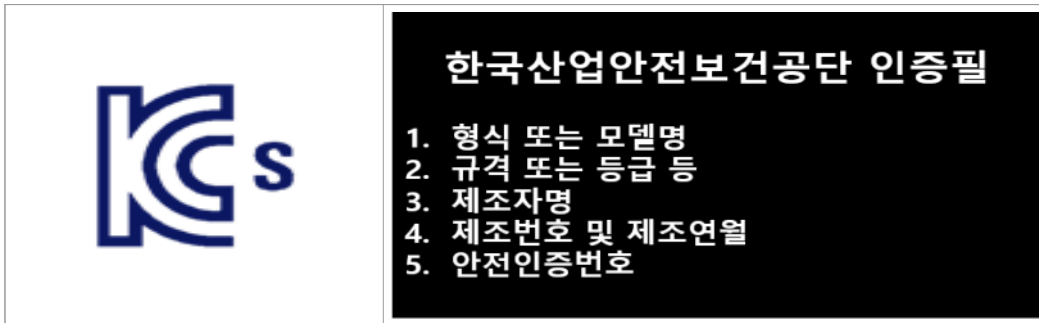 KCs
한국산업안전보건공단 인증필
1. 형식 또는 모델명
2. 규격 또는 등급 등
3. 제조자명
4. 제조번호 및 제조연월
5. 안전인증번호